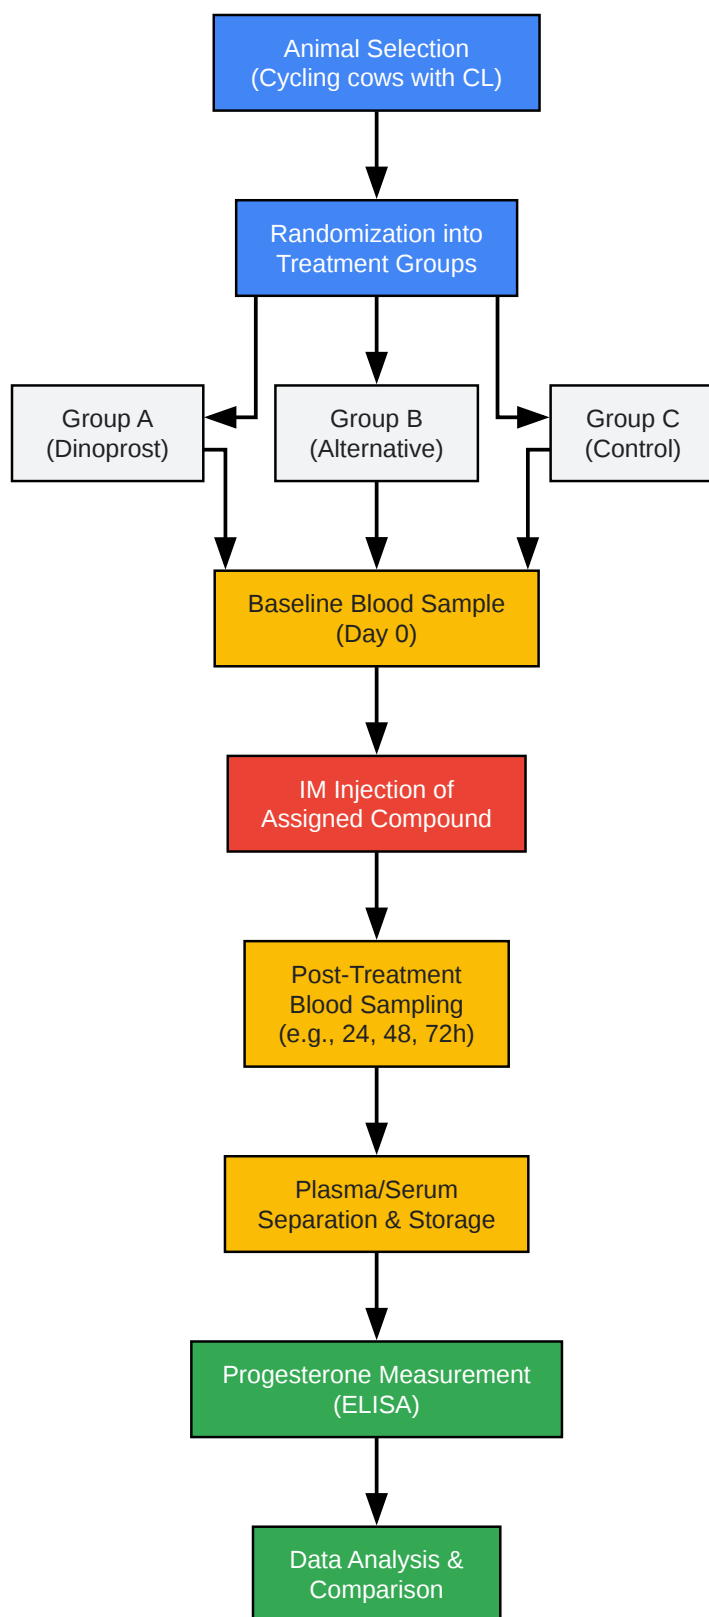 Animal Selection
(Cycling cows with CL)
Randomization into
Treatment Groups
Group A
(Dinoprost)
Group B
(Alternative)
Group C
(Control)
Baseline Blood Sample
(Day 0)
IM Injection of
Assigned Compound
Post-Treatment
Blood Sampling
(e.g., 24, 48, 72h)
Plasma/Serum
Separation & Storage
Progesterone Measurement
(ELISA)
Data Analysis &
Comparison